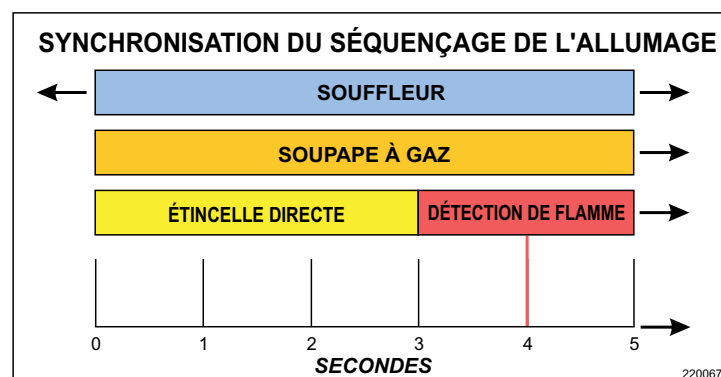 SYNCHRONISATION DU SÉQUENÇAGE DE L'ALLUMAGE
SOUFFLEUR
SOUPAPE À GAZ
ÉTINCELLE DIRECTE DÉTECTION DE FLAMME
0 1 2 3 4 5
SECONDES
220067